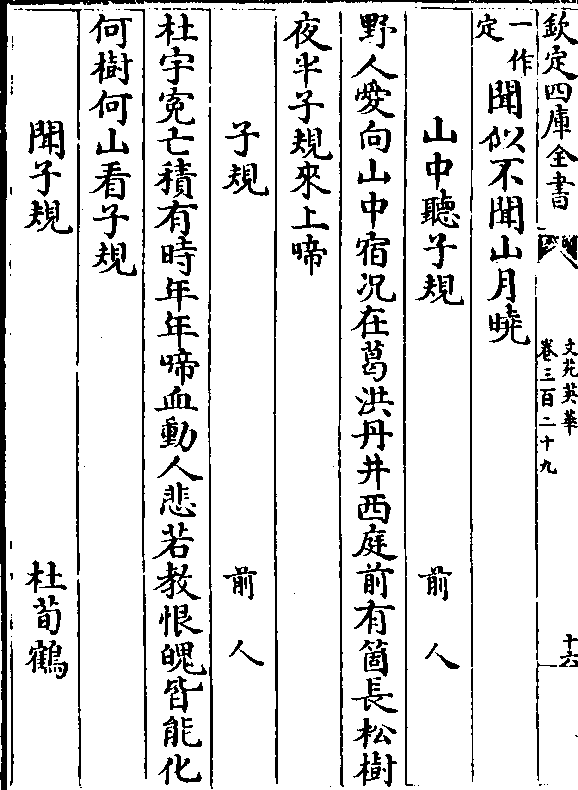 欽定四庫全書
文苑英華
卷三百二十九
十六
一作
定
聞似不聞山月曉
山中聽子規 前人
野人愛向山中宿况在葛洪丹井西庭前有箇長松樹
夜半子規來上啼
子規 前人
杜宇寃亡積有時年年啼血動人悲若教恨魄皆能化
何樹何山看子規
聞子規 杜荀鶴